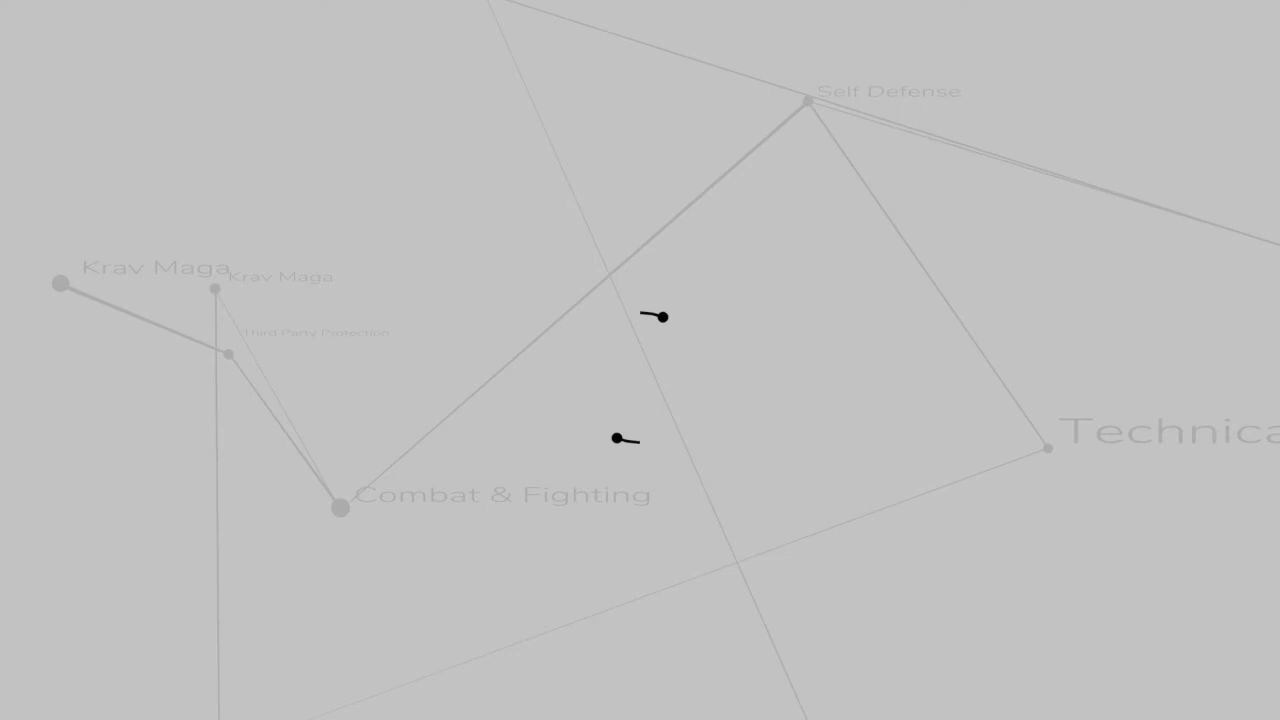 Self Defense
Krav Maga
Krav Maga
Third Party Protection
Technica
Combat & Fighting